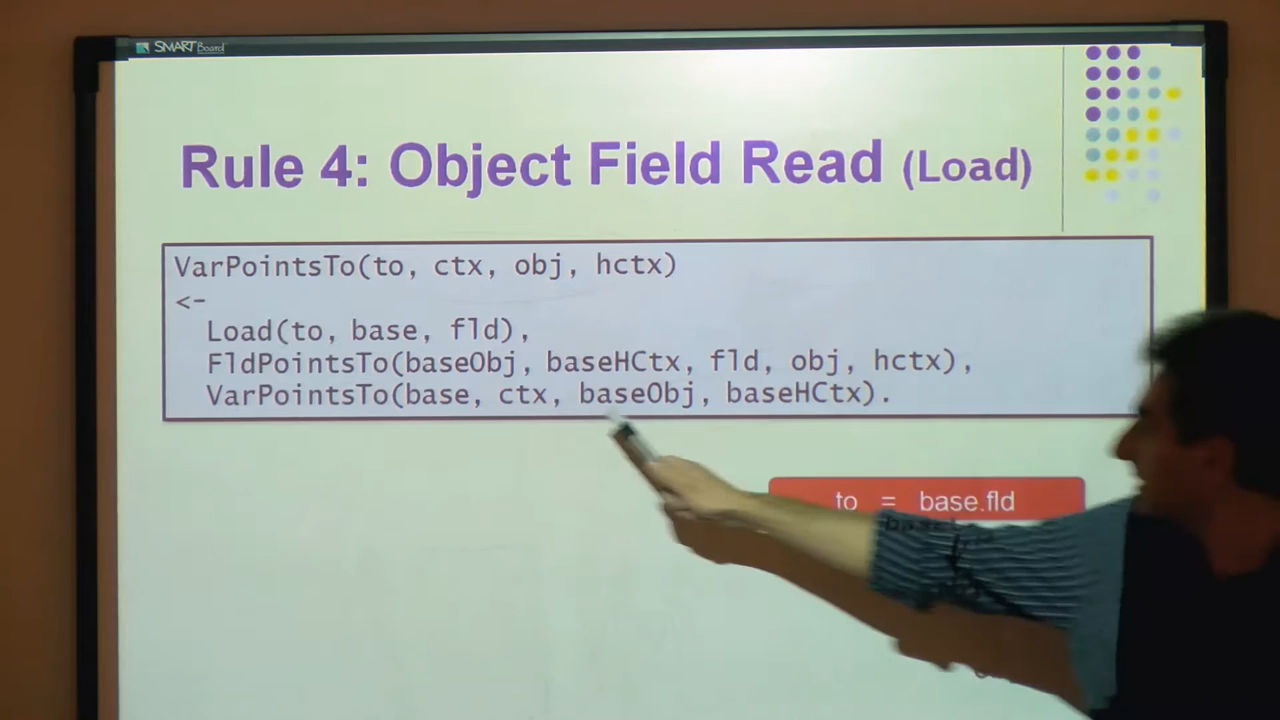 SMART Board
Rule 4: Object Field Read (Load)
VarPointsTo(to, ctx, obj, hctx)
<-
Load(to, base, fld),
FldPointsTo(baseObj, baseHCtx, fld, obj, hctx),
VarPointsTo(base, ctx, baseObj, baseHCtx).
to = base.fld